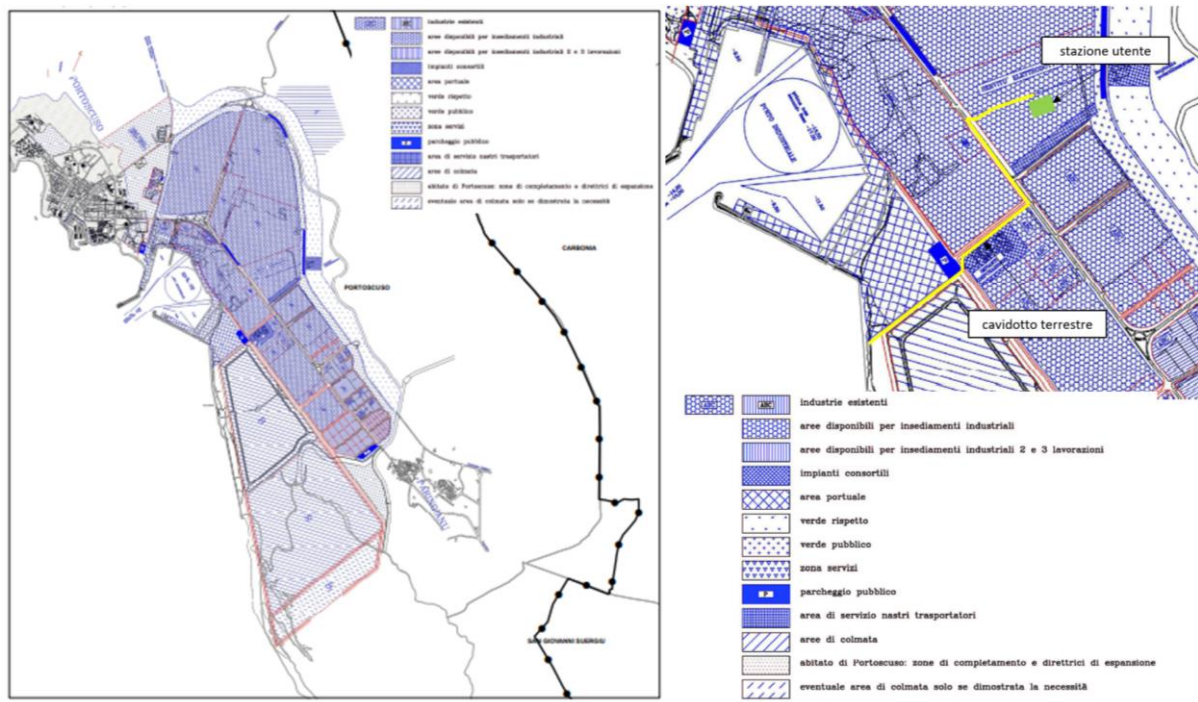 industrie esistenti
aree disponibili per insediamenti industriali
aree disponibili per insediamenti industriali 2 e 3 lavorazioni
impianti consortili
area portuale
verde rispetto
verde pubblico
zona servizi
parcheggio pubblico
area di servizio nastri trasportatori
aree di colmata
abitato di Portoscuso: zone di completamento e direttrici di espansione
eventuale area di colmata solo se dimostrata la necessità
PORTOSCUSO
CARBONIA
PORTOSCUSO
SAN GIOVANNI SUERGIU
stazione utente
PORTO INDUSTRIALE
P
cavidotto terrestre
ABC
industrie esistenti
aree disponibili per insediamenti industriali
aree disponibili per insediamenti industriali 2 e 3 lavorazioni
impianti consortili
area portuale
verde rispetto
verde pubblico
zona servizi
P
parcheggio pubblico
area di servizio nastri trasportatori
aree di colmata
abitato di Portoscuso: zone di completamento e direttrici di espansione
eventuale area di colmata solo se dimostrata la necessità